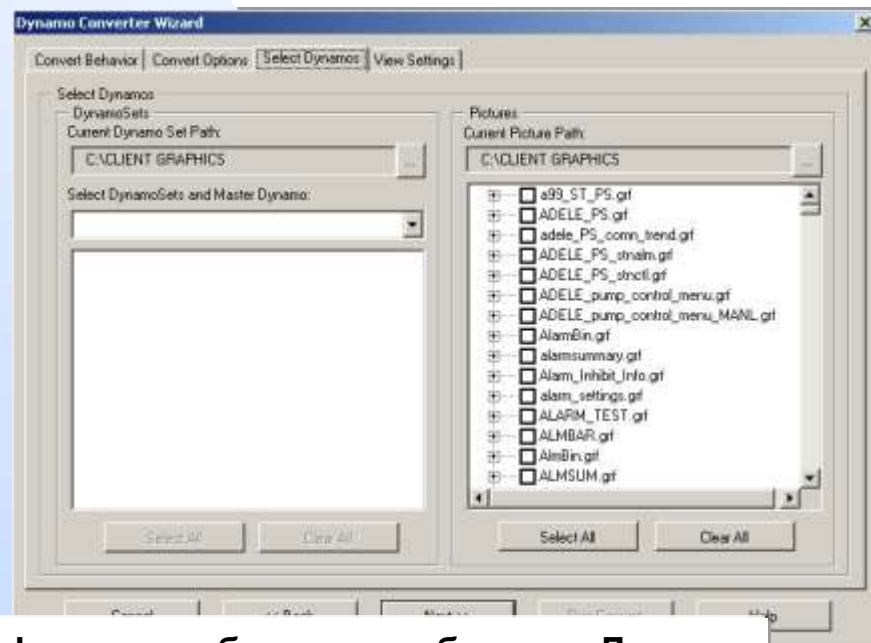 Dynamo Converter Wizard
Convert Behavior
Convert Options
Select Dynamos
View Settings
Select Dynamos
DynamoSets
Current Dynamo Set Path:
C:\CLIENT GRAPHICS
...
Select DynamoSets and Master Dynamo:
Select All
Clear All
Pictures
Current Picture Path:
C:\CLIENT GRAPHICS
...
a99_ST_PS.grf
ADELE_PS.grf
adele_PS_comn_trend.grf
ADELE_PS_stnalm.grf
ADELE_PS_stnctl.grf
ADELE_pump_control_menu.grf
ADELE_pump_control_menu_MANL.grf
AlarmBin.grf
alarmsummary.grf
Alarm_Inhibit_Info.grf
alarm_settings.grf
ALARM_TEST.grf
ALMBAR.grf
AlmBin.grf
ALMSUM.grf
Select All
Clear All
Cancel
<< Back
Next >>
Help